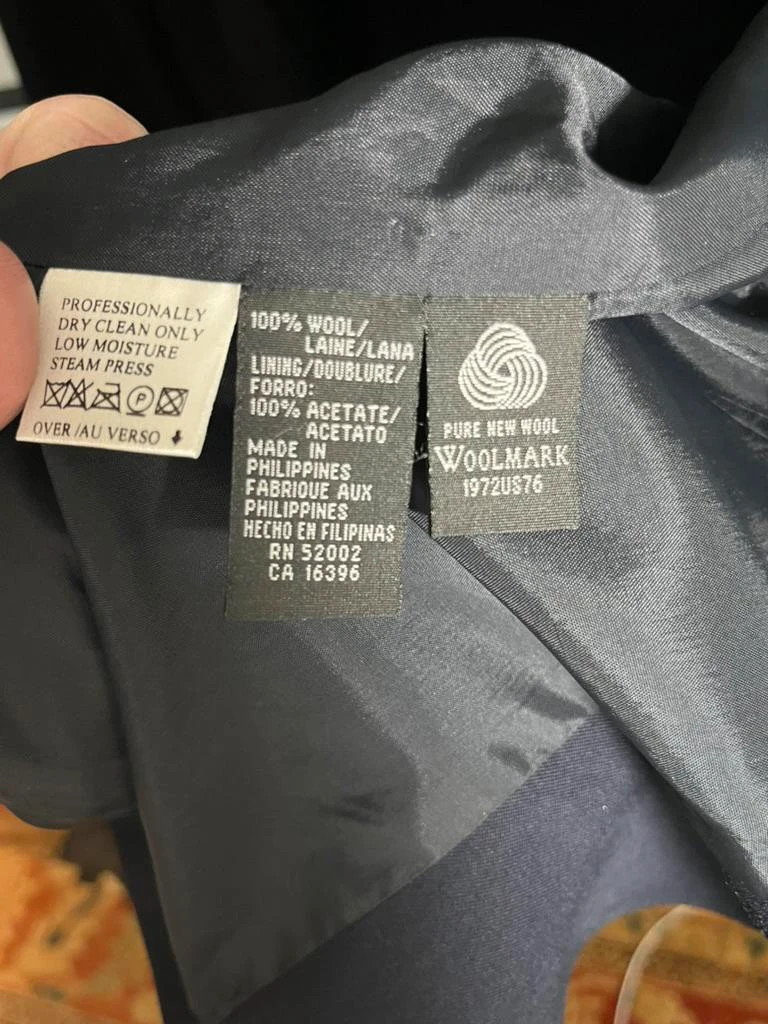 PROFESSIONALLY
DRY CLEAN ONLY
LOW MOISTURE
STEAM PRESS
P
OVER /AU VERSO
100% WOOL/
LAINE/LANA
LINING/DOUBLURE/
FORRO:
100% ACETATE/
ACETATO
MADE IN
PHILIPPINES
FABRIQUE AUX
PHILIPPINES
HECHO EN FILIPINAS
RN 52002
CA 16396
PURE NEW WOOL
WOOLMARK
1972US76